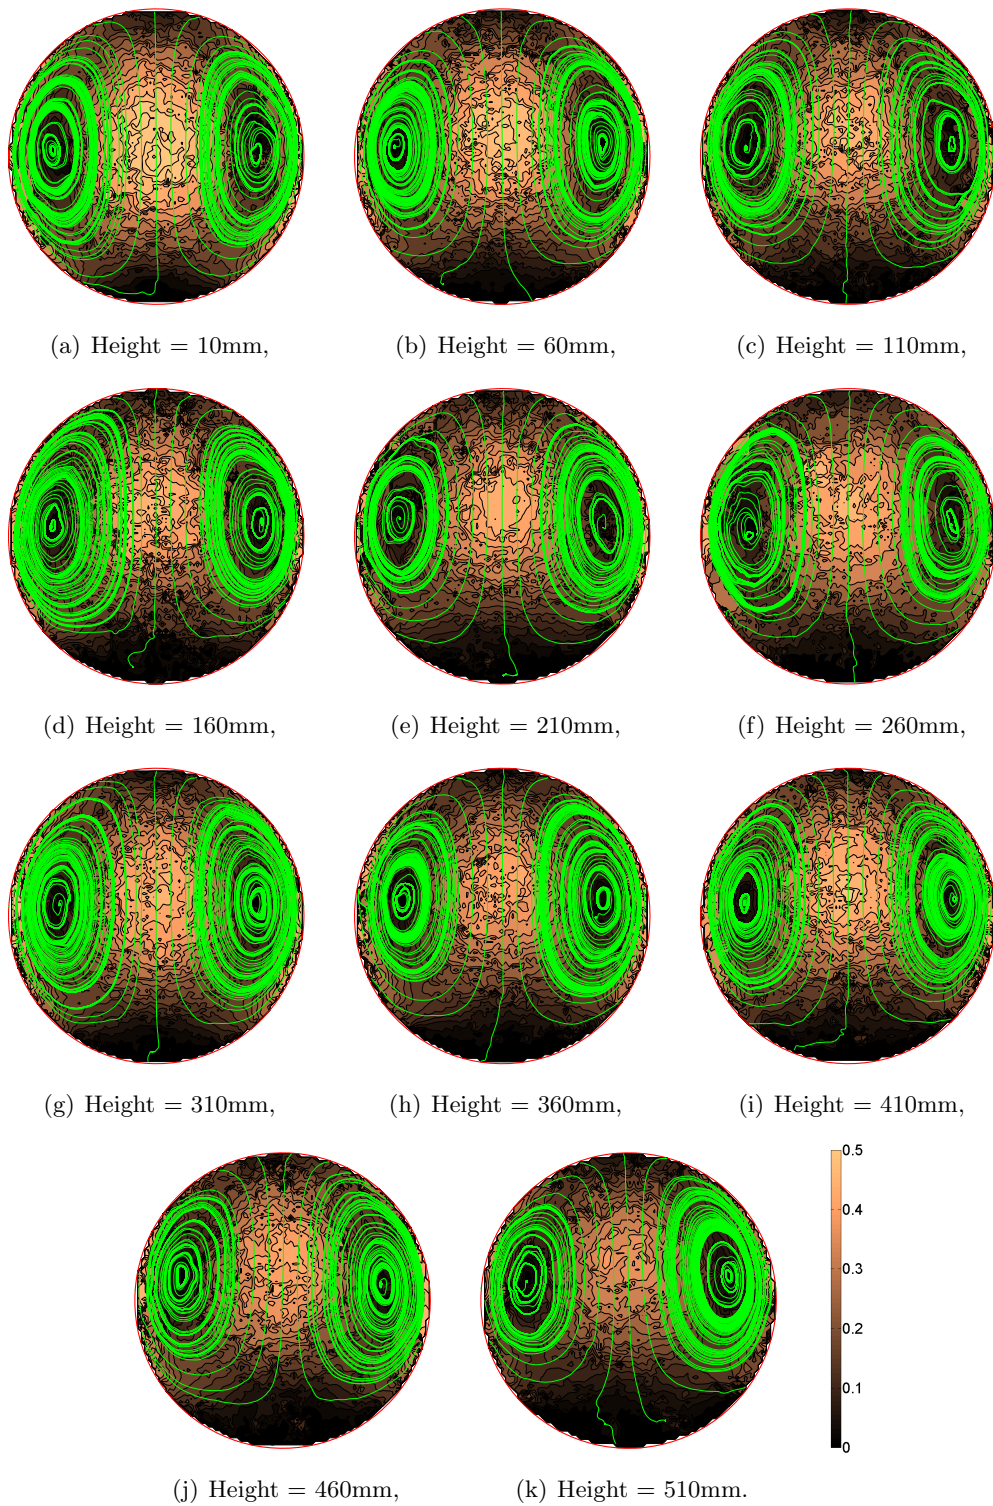 (a) Height = 10mm,
(b) Height = 60mm,
(c) Height = 110mm,
(d) Height = 160mm,
(e) Height = 210mm,
(f) Height = 260mm,
(g) Height = 310mm,
(h) Height = 360mm,
(i) Height = 410mm,
0.5
0.4
0.3
0.2
0.1
0
(j) Height = 460mm,
(k) Height = 510mm.